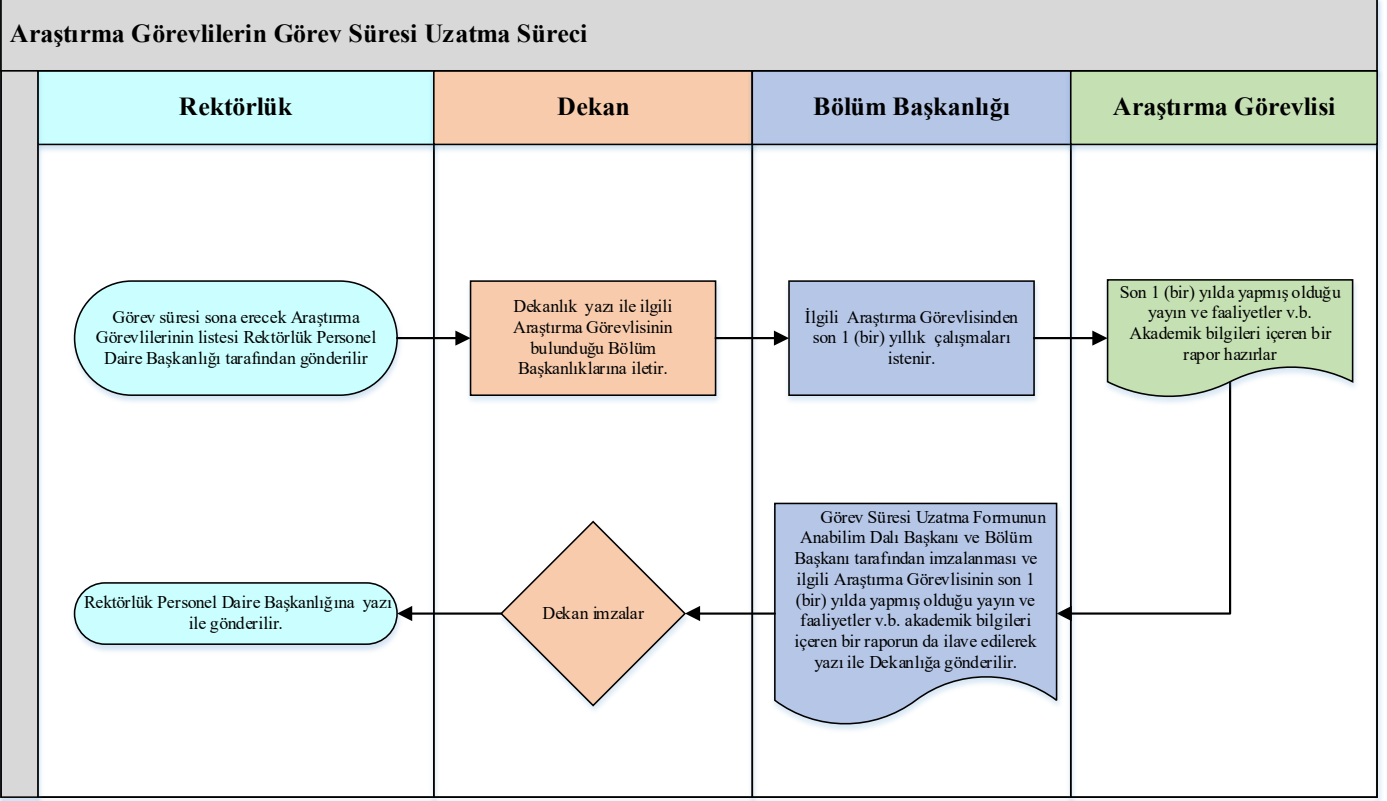 Araştırma Görevlilerin Görev Süresi Uzatma Süreci
Rektörlük
Dekan
Bölüm Başkanlığı
Araştırma Görevlisi
Görev süresi sona erecek Araştırma
Görevlilerinin listesi Rektörlük Personel
Daire Başkanlığı tarafından gönderilir
Dekanlık yazı ile ilgili
Araştırma Görevlisinin
bulunduğu Bölüm
Başkanlıklarına iletir.
İlgili Araştırma Görevlisinden
son 1 (bir) yıllık çalışmaları
istenir.
Son 1 (bir) yılda yapmış olduğu
yayın ve faaliyetler v.b.
Akademik bilgileri içeren bir
rapor hazırlar
Görev Süresi Uzatma Formunun
Anabilim Dalı Başkanı ve Bölüm
Başkanı tarafından imzalanması ve
ilgili Araştırma Görevlisinin son 1
(bir) yılda yapmış olduğu yayın ve
faaliyetler v.b. akademik bilgileri
içeren bir raporun da ilave edilerek
yazı ile Dekanlığa gönderilir.
Dekan imzalar
Rektörlük Personel Daire Başkanlığına yazı
ile gönderilir.